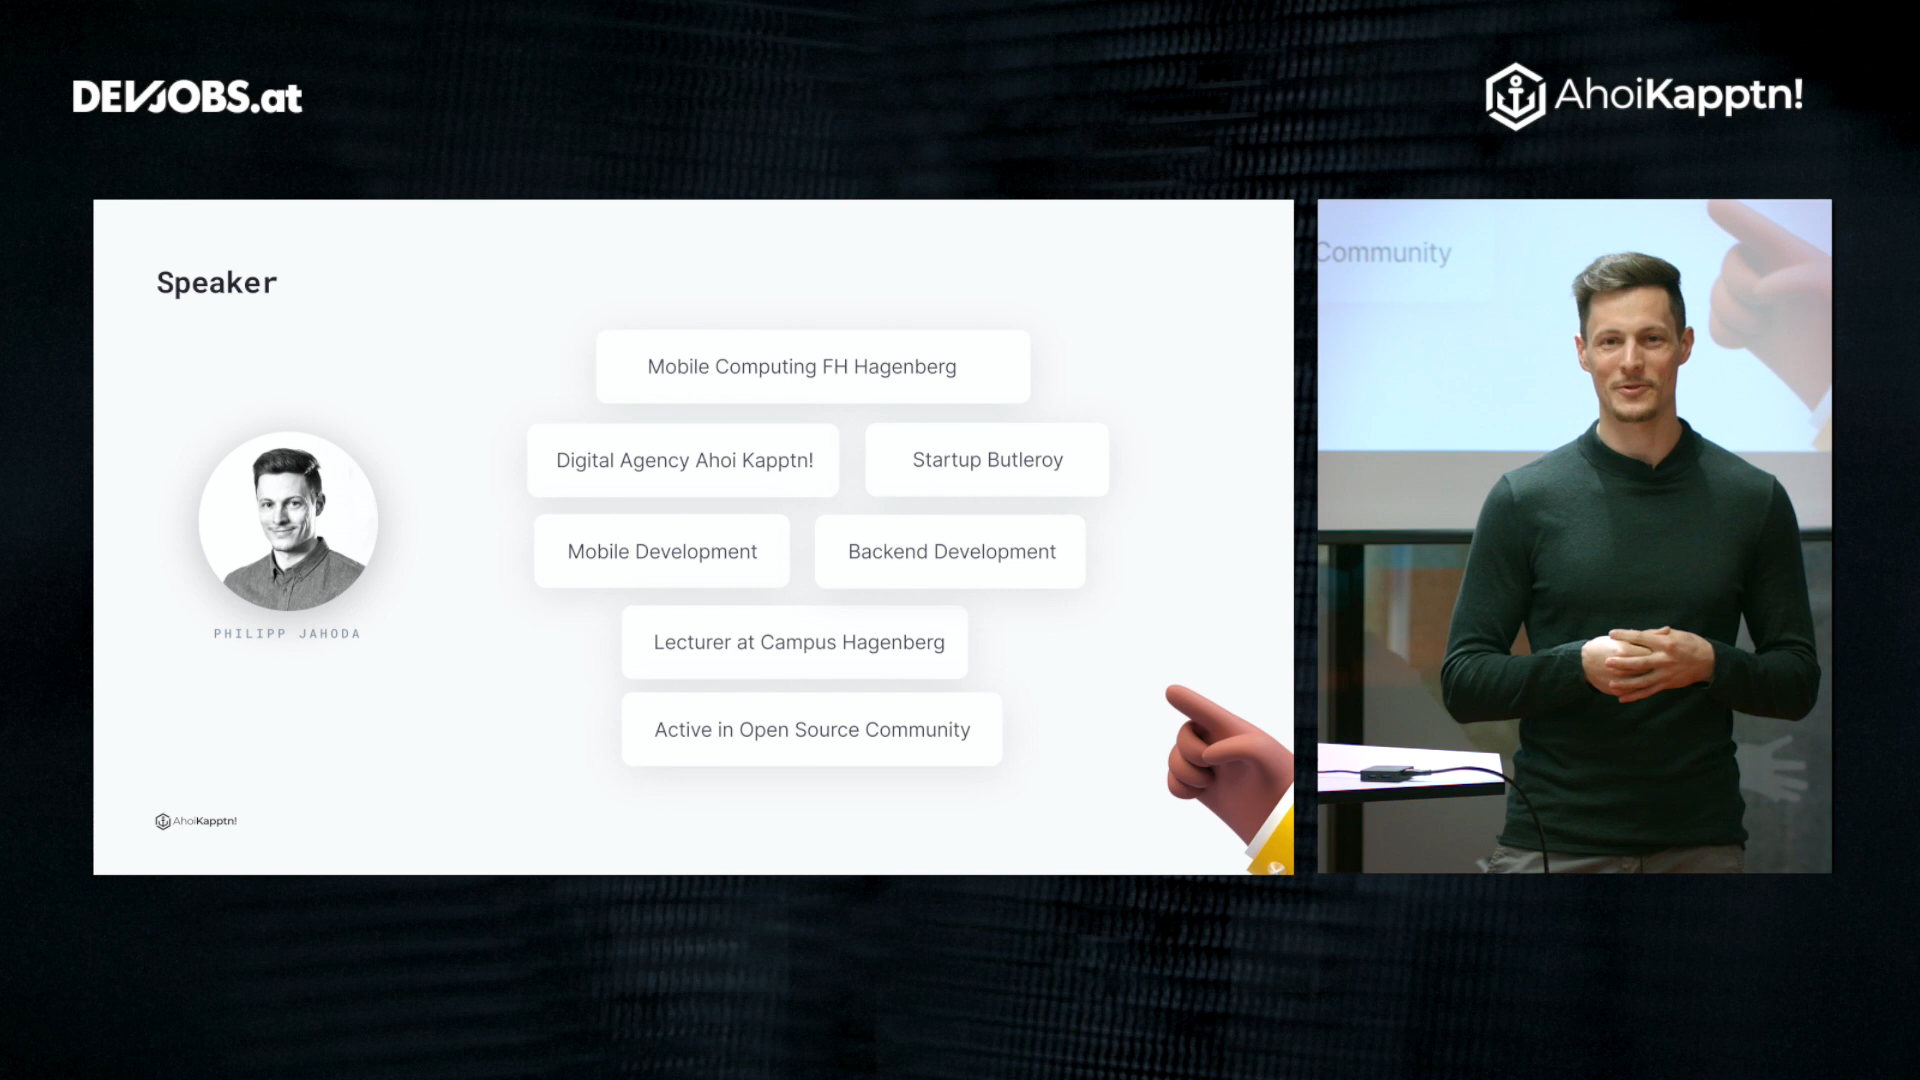 DEVJOBS.at
AhoiKapptn!
Speaker
Mobile Computing FH Hagenberg
Digital Agency Ahoi Kapptn!
Startup Butleroy
Mobile Development
Backend Development
Lecturer at Campus Hagenberg
Active in Open Source Community
PHILIPP JAHODA
AhoiKapptn!
Community